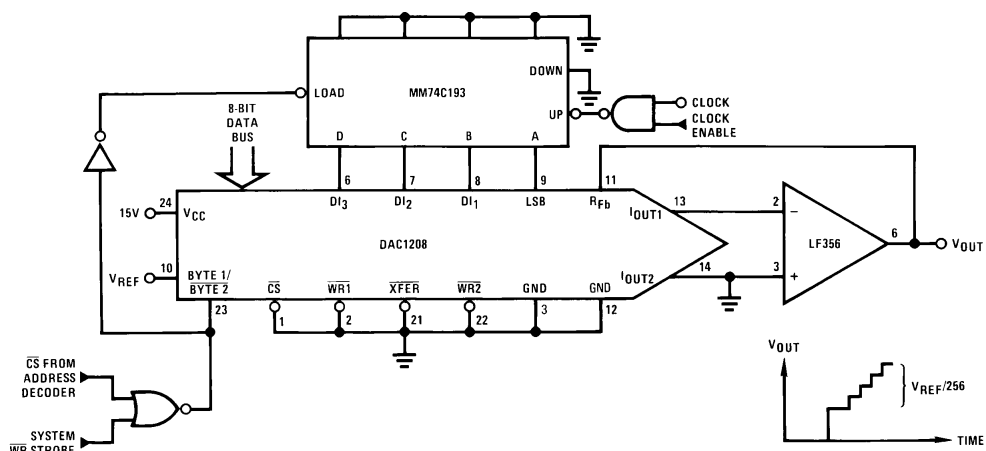 LOAD
MM74C193
DOWN
UP
CLOCK
CLOCK
ENABLE
8-BIT
DATA
BUS
D C B A
6 7 8 9 11
DI3 DI2 DI1 LSB RFb
15V 24 VCC
IOUT1 13
2 −
LF356
6
VOUT
DAC1208
VREF 10
BYTE 1/
BYTE 2
23
CS WR1 XFER WR2 GND GND
1 2 21 22 3 12
IOUT2 14
3 +
CS FROM
ADDRESS
DECODER
SYSTEM
WR STROBE
VOUT
VREF/256
TIME